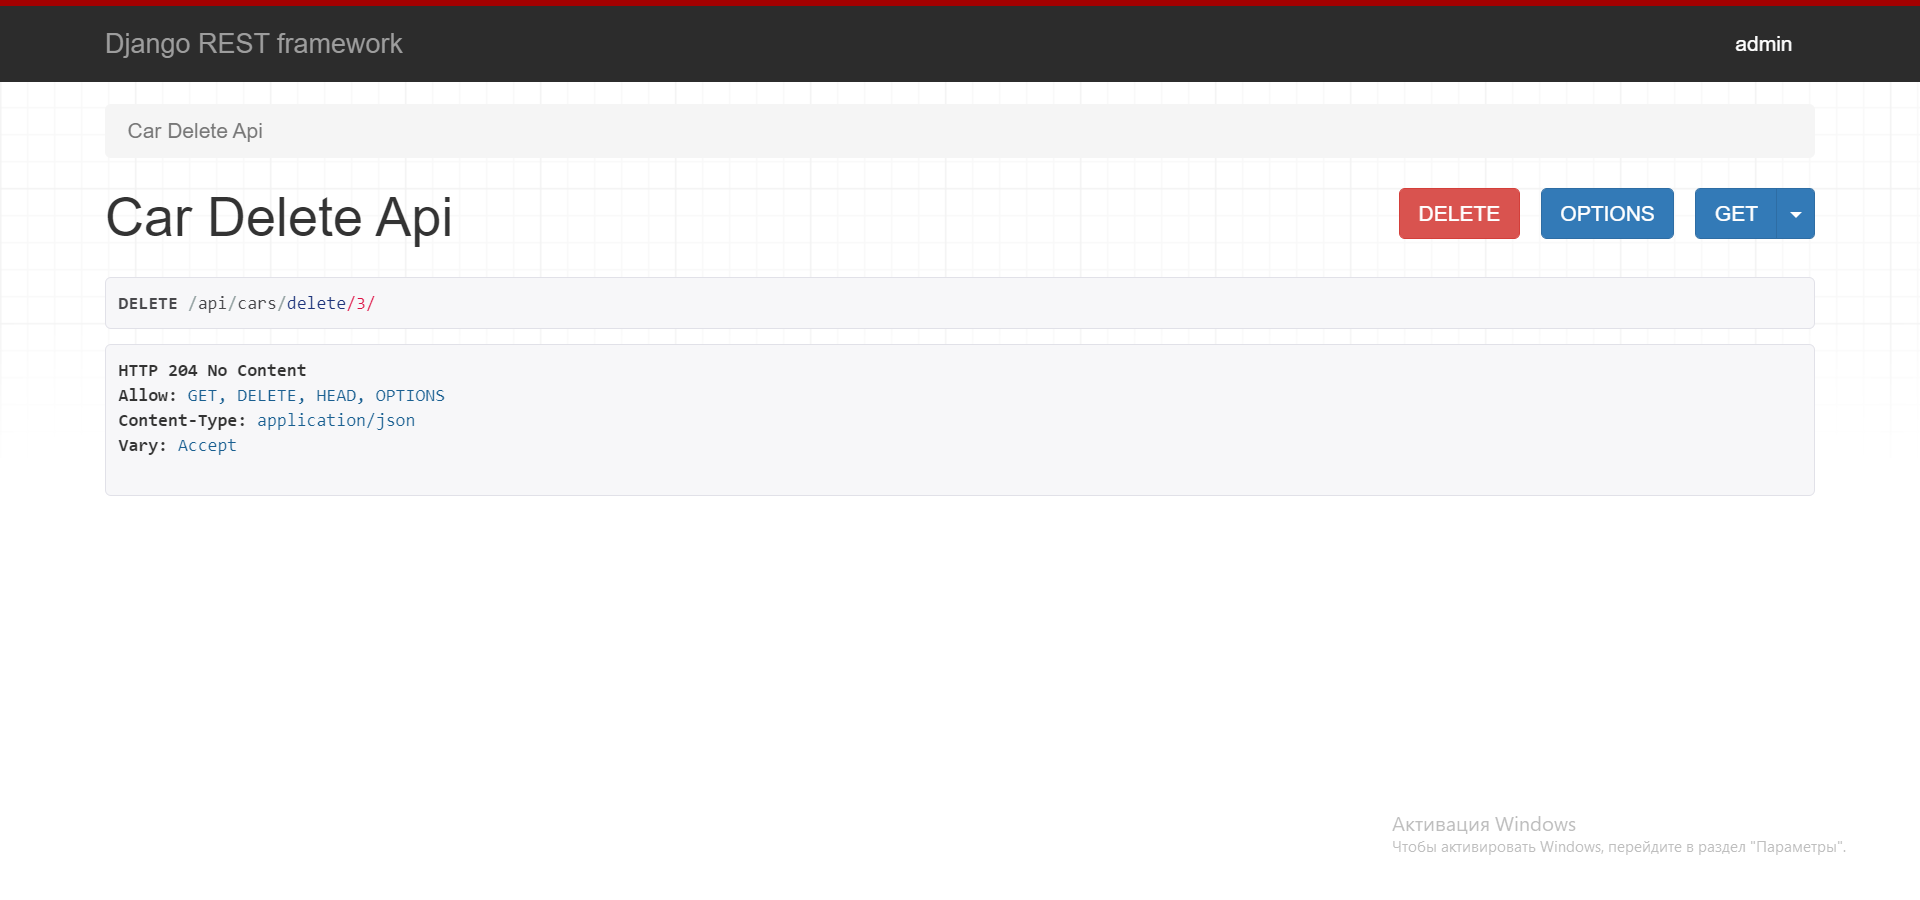 Django REST framework
admin
Car Delete Api
Car Delete Api
DELETE
OPTIONS
GET
DELETE /api/cars/delete/3/
HTTP 204 No Content
Allow: GET, DELETE, HEAD, OPTIONS
Content-Type: application/json
Vary: Accept
Активация Windows
Чтобы активировать Windows, перейдите в раздел "Параметры".